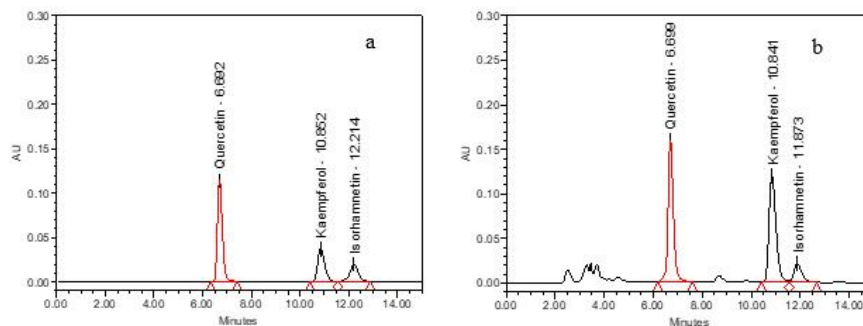 a
0.30
0.25
0.20
0.15
0.10
0.05
0.00
AU
Quercetin - 6.692
Kaempferol - 10.852
Isorhamnetin - 12.214
0.00 2.00 4.00 6.00 8.00 10.00 12.00 14.00
Minutes
b
0.30
0.25
0.20
0.15
0.10
0.05
0.00
AU
Quercetin - 6.699
Kaempferol - 10.841
Isorhamnetin - 11.873
0.00 2.00 4.00 6.00 8.00 10.00 12.00 14.00
Minutes